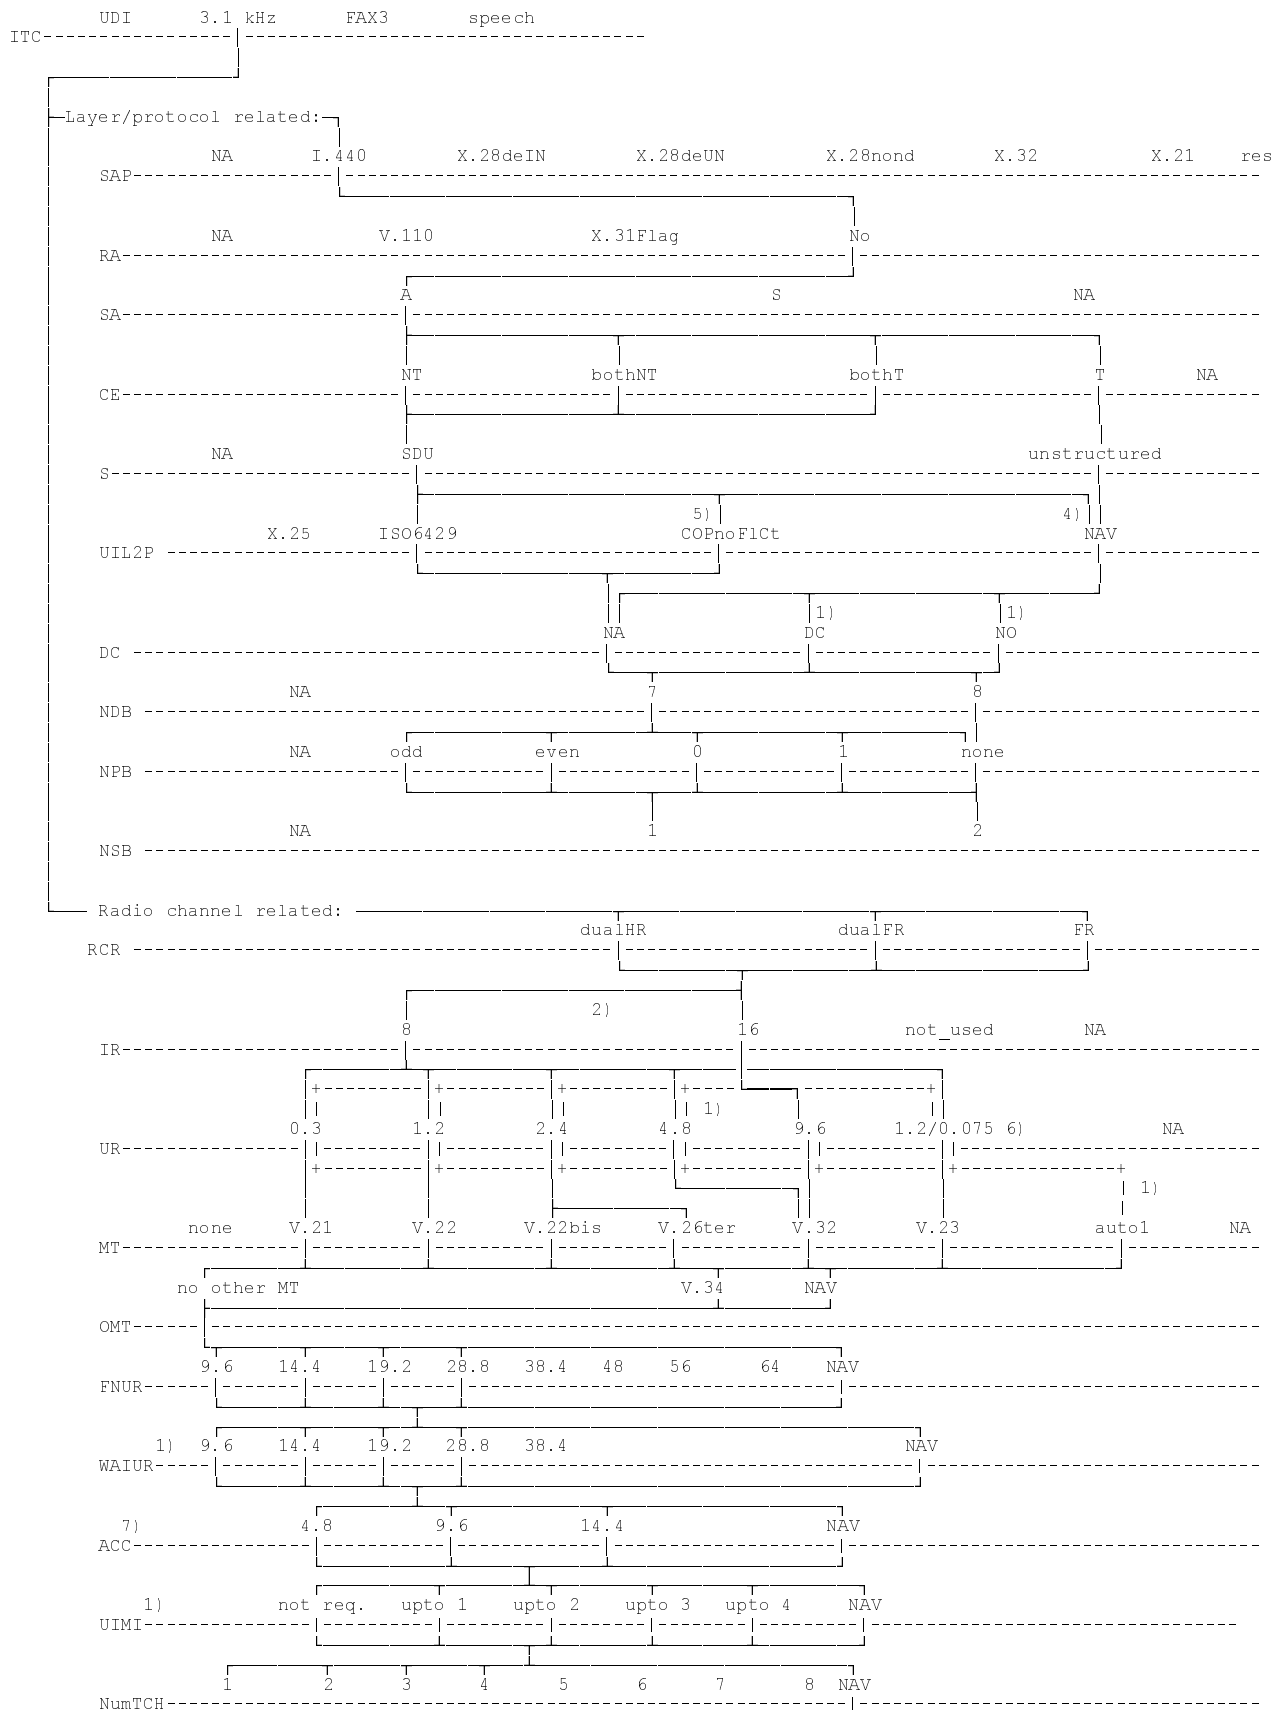 UDI 3.1 kHz FAX3 speech
ITC
Layer/protocol related:
NA I.440 X.28deIN X.28deUN X.28nond X.32 X.21 res
SAP
NA V.110 X.31Flag No
RA
A S NA
SA
NT bothNT bothT T NA
CE
NA SDU unstructured
S
5) 4)
X.25 ISO6429 COPnoFlCt NAV
UIL2P
1) 1)
NA DC NO
DC
NA 7 8
NDB
NA odd even 0 1 none
NPB
NA 1 2
NSB
Radio channel related:
dualHR dualFR FR
RCR
2)
8 16 not_used NA
IR
1)
0.3 1.2 2.4 4.8 9.6 1.2/0.075 6) NA
UR
1)
none V.21 V.22 V.22bis V.26ter V.32 V.23 auto1 NA
MT
no other MT V.34 NAV
OMT
9.6 14.4 19.2 28.8 38.4 48 56 64 NAV
FNUR
1) 9.6 14.4 19.2 28.8 38.4 NAV
WAIUR
7) 4.8 9.6 14.4 NAV
ACC
1) not req. upto 1 upto 2 upto 3 upto 4 NAV
UIMI
1 2 3 4 5 6 7 8 NAV
NumTCH